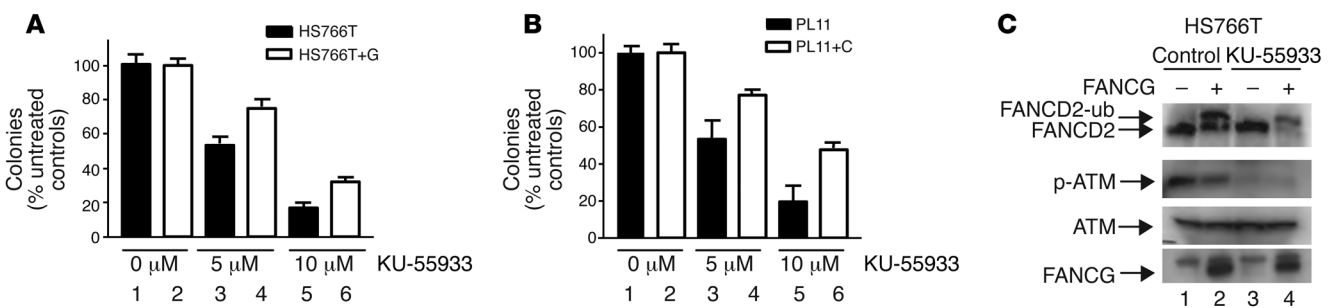 A
HS766T
HS766T+G
Colonies
(% untreated
controls)
100
80
60
40
20
0
0 µM 5 µM 10 µM KU-55933
1 2 3 4 5 6
B
PL11
PL11+C
Colonies
(% untreated
controls)
100
80
60
40
20
0
0 µM 5 µM 10 µM KU-55933
1 2 3 4 5 6
C
HS766T
Control KU-55933
FANCG − + − +
FANCD2-ub
FANCD2
p-ATM
ATM
FANCG
1 2 3 4